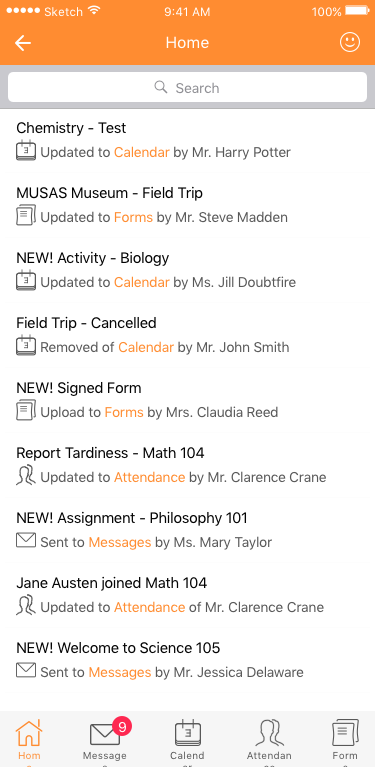 Sketch 9:41 AM 100%
Home
Search
Chemistry - Test
3 Updated to Calendar by Mr. Harry Potter
MUSAS Museum - Field Trip
Updated to Forms by Mr. Steve Madden
NEW! Activity - Biology
3 Updated to Calendar by Ms. Jill Doubtfire
Field Trip - Cancelled
3 Removed of Calendar by Mr. John Smith
NEW! Signed Form
Upload to Forms by Mrs. Claudia Reed
Report Tardiness - Math 104
Updated to Attendance by Mr. Clarence Crane
NEW! Assignment - Philosophy 101
Sent to Messages by Ms. Mary Taylor
Jane Austen joined Math 104
Updated to Attendance of Mr. Clarence Crane
NEW! Welcome to Science 105
Sent to Messages by Mr. Jessica Delaware
9 3
Hom Message Calend Attendan Form